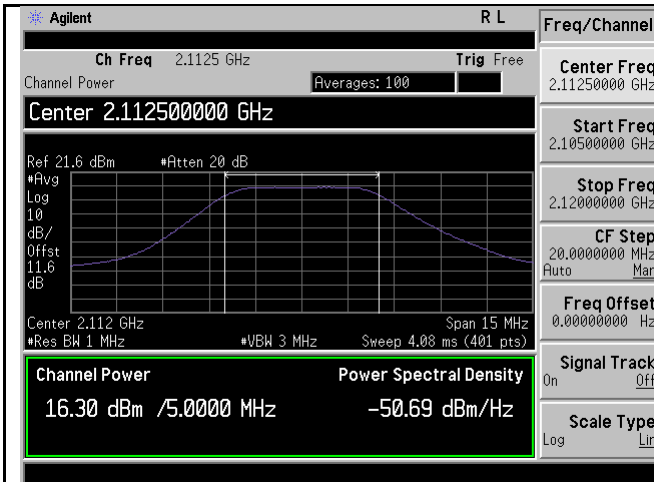 Agilent R L
Ch Freq 2.1125 GHz Trig Free
Channel Power Averages: 100
Center 2.112500000 GHz
Ref 21.6 dBm #Atten 20 dB
#Avg
Log
10
dB/
Offst
11.6
dB
Center 2.112 GHz Span 15 MHz
#Res BW 1 MHz #VBW 3 MHz Sweep 4.08 ms (401 pts)
Channel Power Power Spectral Density
16.30 dBm /5.0000 MHz -50.69 dBm/Hz
Freq/Channel
Center Freq
2.11250000 GHz
Start Freq
2.10500000 GHz
Stop Freq
2.12000000 GHz
CF Step
20.0000000 MHz
Auto Man
Freq Offset
0.00000000 Hz
Signal Track
On Off
Scale Type
Log Lin